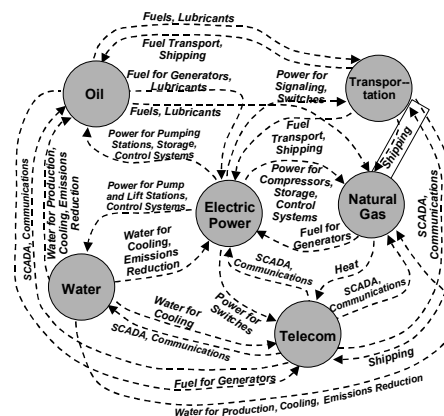 Fuels, Lubricants
Fuel Transport,
Shipping
Oil
Fuel for Generators,
Lubricants
Power for
Signaling,
Switches
Transpor--
tation
Fuels, Lubricants
Power for Pumping
Stations, Storage,
Control Systems
Fuel
Transport,
Shipping
Shipping
Power for
Compressors,
Storage,
Control
Systems
Natural
Gas
Power for Pump
and Lift Stations,
Control Systems
Electric
Power
Fuel for
Generators
SCADA, Communications
Water for Production,
Cooling, Emissions
Reduction
Water for
Cooling,
Emissions
Reduction
SCADA,
Communications
Heat
SCADA,
Communications
Water
Water for
Cooling
Power for
Switches
Telecom
SCADA, Communications
Shipping
Fuel for Generators
Water for Production, Cooling, Emissions Reduction